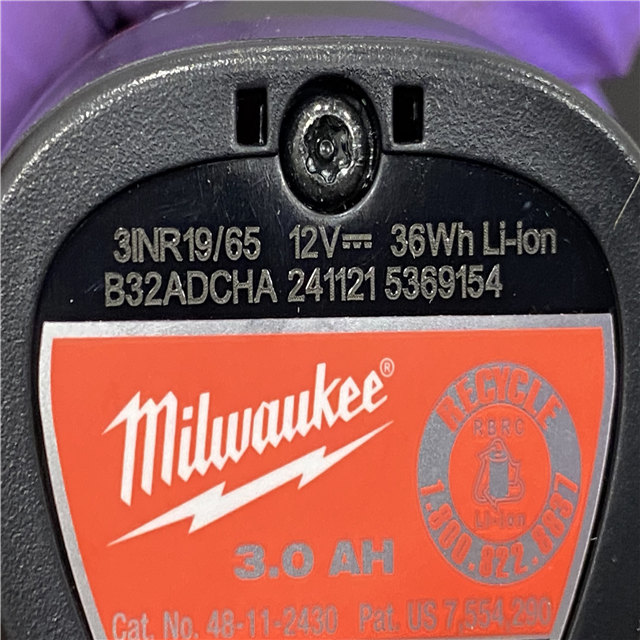 3INR19/65 12V⎓ 36Wh Li-ion
B32ADCHA 241121 5369154
Milwaukee®
RECYCLE
RBRC
Li-Ion
1.800.822.8837
3.0 AH
Cat. No. 48-11-2430 Pat. US 7,554,290